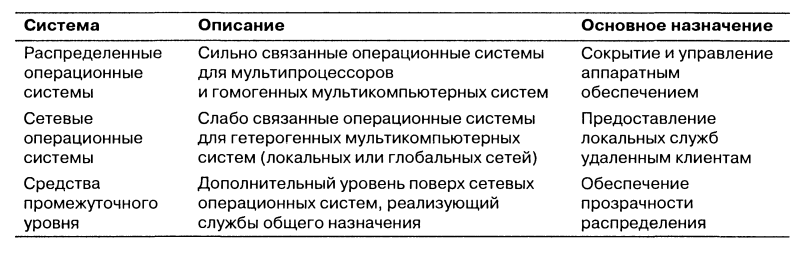 Система Описание Основное назначение
Распределенные Сильно связанные операционные системы Сокрытие и управление
операционные для мультипроцессоров аппаратным
системы и гомогенных мультикомпьютерных систем обеспечением
Сетевые Слабо связанные операционные системы Предоставление
операционные для гетерогенных мультикомпьютерных локальных служб
системы систем (локальных или глобальных сетей) удаленным клиентам
Средства Дополнительный уровень поверх сетевых Обеспечение
промежуточного операционных систем, реализующий прозрачности
уровня службы общего назначения распределения